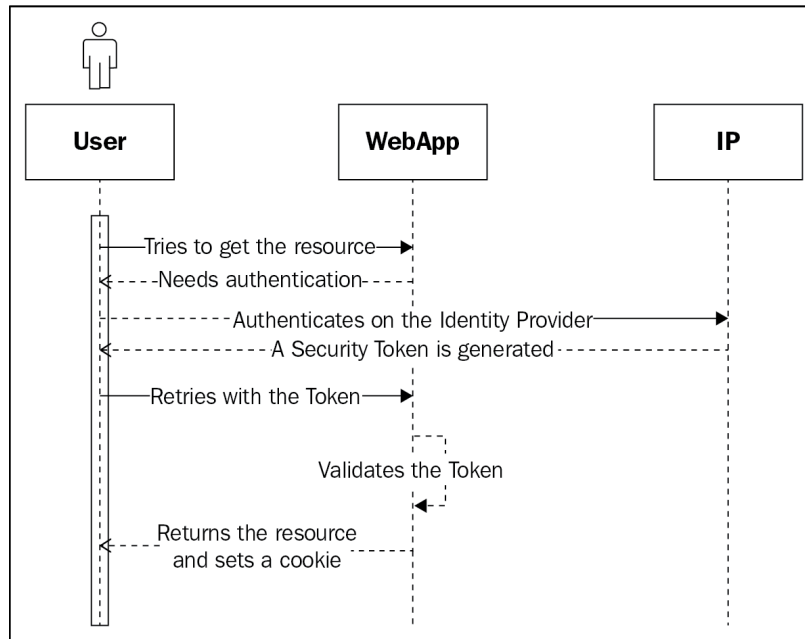 User
WebApp
IP
Tries to get the resource
Needs authentication
Authenticates on the Identity Provider
A Security Token is generated
Retries with the Token
Validates the Token
Returns the resource
and sets a cookie